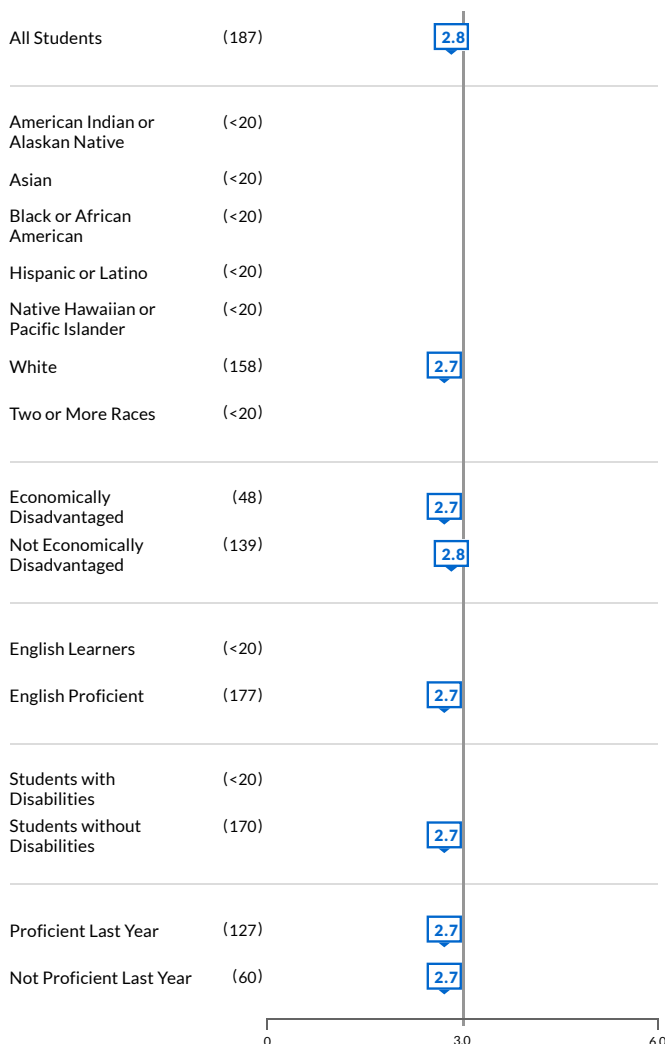 All Students (187) 2.8
American Indian or (<20)
Alaskan Native
Asian (<20)
Black or African (<20)
American
Hispanic or Latino (<20)
Native Hawaiian or (<20)
Pacific Islander
White (158) 2.7
Two or More Races (<20)
Economically (48) 2.7
Disadvantaged
Not Economically (139) 2.8
Disadvantaged
English Learners (<20)
English Proficient (177) 2.7
Students with (<20)
Disabilities
Students without (170) 2.7
Disabilities
Proficient Last Year (127) 2.7
Not Proficient Last Year (60) 2.7
0 3.0 6.0